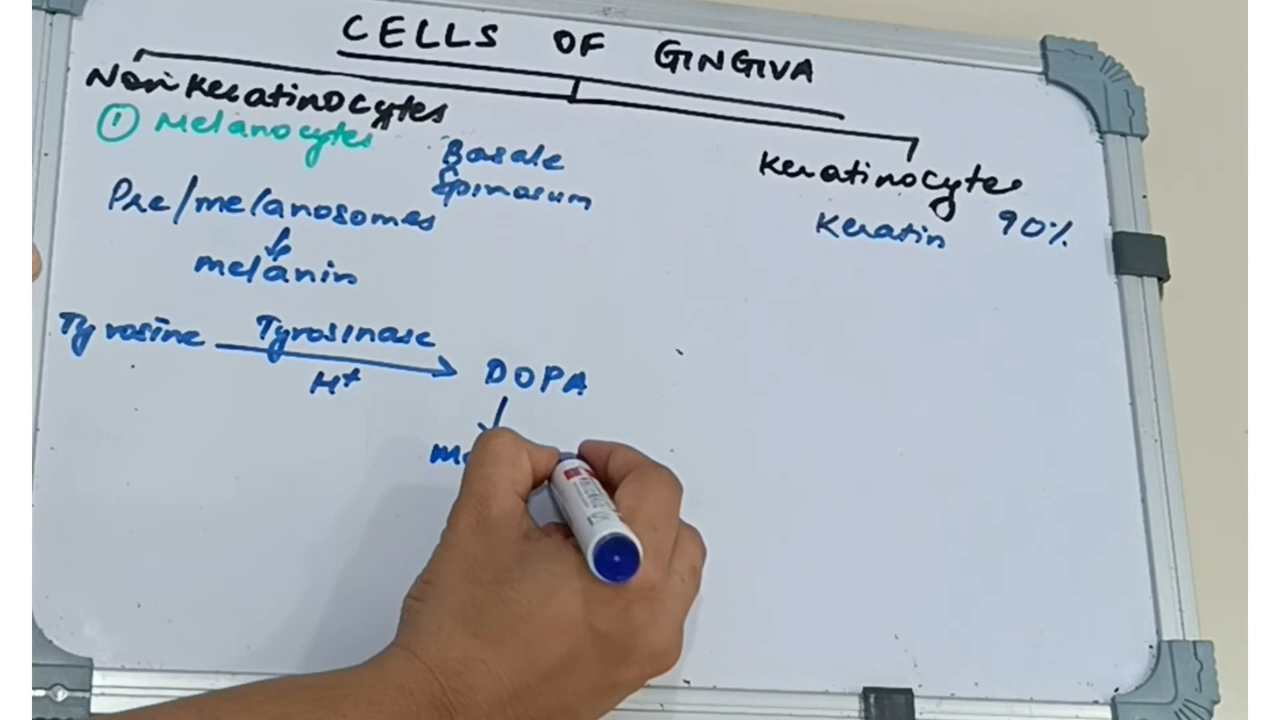 CELLS OF GINGIVA
Non Keratinocytes
① Melanocytes
Basale
Spinosum
Pre/melanosomes
melanin
Tyrosine
Tyrosinase
H+
DOPA
Keratinocytes
Keratin 90%